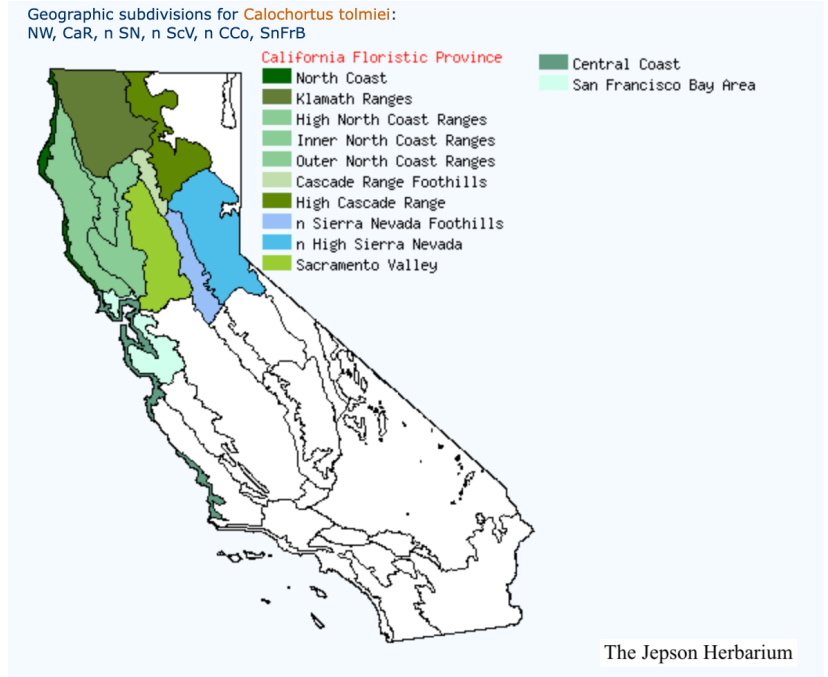 Geographic subdivisions for Calochortus tolmiei:
NW, CaR, n SN, n ScV, n CCo, SnFrB
California Floristic Province
North Coast
Klamath Ranges
High North Coast Ranges
Inner North Coast Ranges
Outer North Coast Ranges
Cascade Range Foothills
High Cascade Range
n Sierra Nevada Foothills
n High Sierra Nevada
Sacramento Valley
Central Coast
San Francisco Bay Area
The Jepson Herbarium